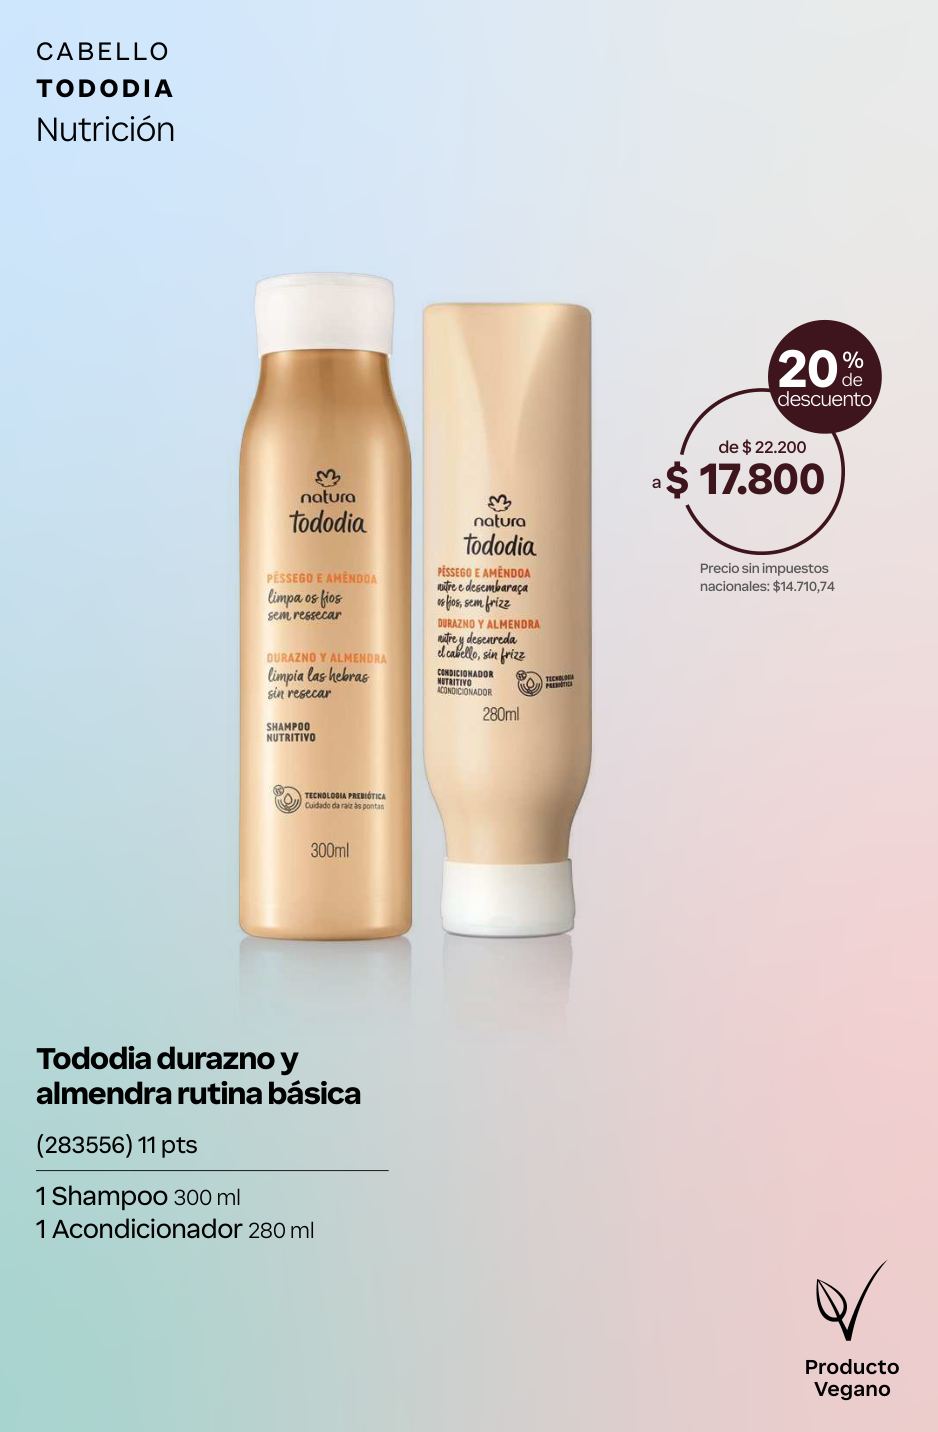 CABELLO
TODODIA
Nutrición
natura
Tododia
PÊSSEGO E AMÊNDOA
limpa os fios
sem ressecar
DURAZNO Y ALMENDRA
limpia las hebras
sin resecar
SHAMPOO
NUTRITIVO
TECNOLOGIA PREBIÓTICA
Cuidado da raiz às pontas
300ml
natura
Tododia
PÊSSEGO E AMÊNDOA
nutre e desembaraça
os fios, sem frizz
DURAZNO Y ALMENDRA
nutre y desenreda
el cabello, sin frizz
CONDICIONADOR
NUTRITIVO
ACONDICIONADOR
TECNOLOGIA
PREBIÓTICA
280ml
20%
de
descuento
de $ 22.200
a $ 17.800
Precio sin impuestos
nacionales: $14.710,74
Tododia durazno y
almendra rutina básica
(283556) 11 pts
1 Shampoo 300 ml
1 Acondicionador 280 ml
Producto
Vegano